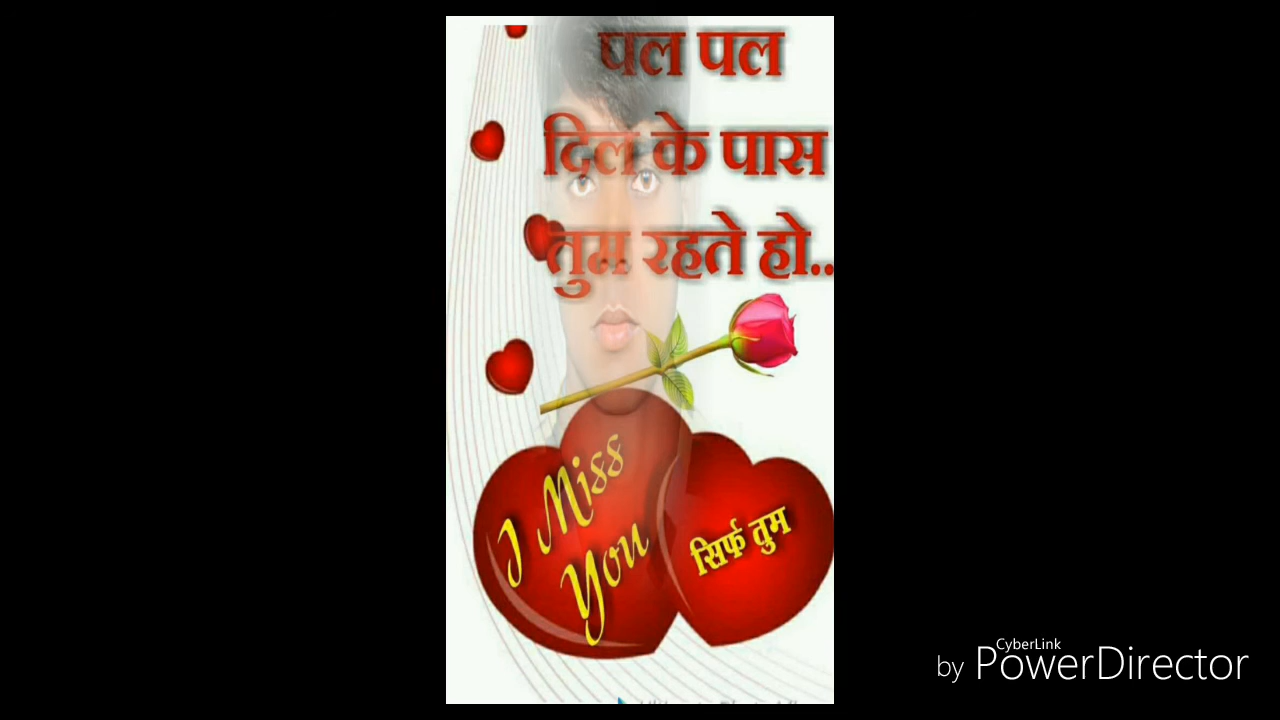 पल पल
दिल के पास
तुम रहते हो..
I Miss
You
सिर्फ तुम
CyberLink
by PowerDirector